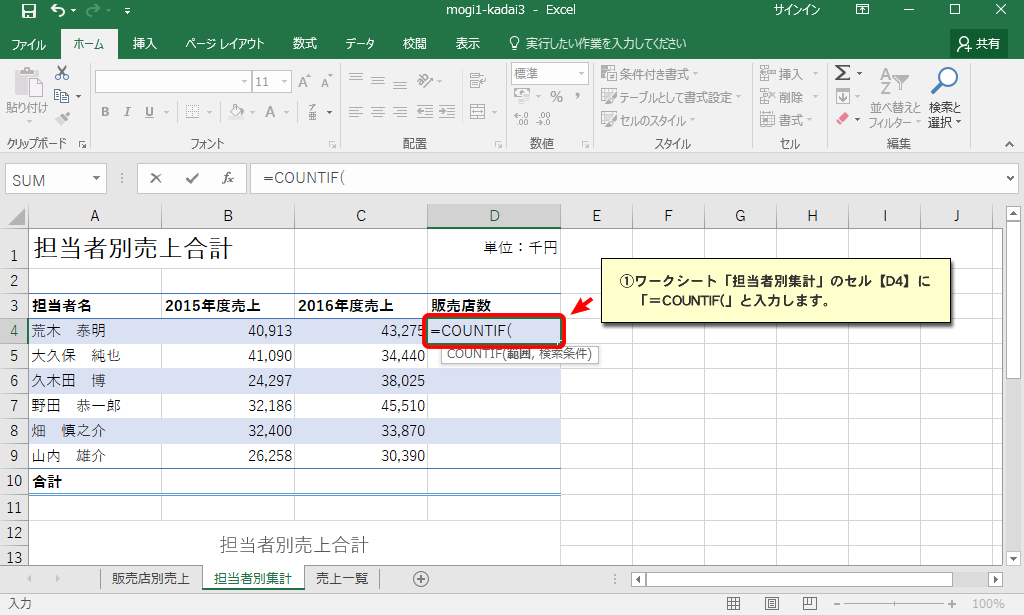 mogi1-kadai3 - Excel
サインイン
ファイル ホーム 挿入 ページ レイアウト 数式 データ 校閲 表示 実行したい作業を入力してください 共有
貼り付け
クリップボード
11
B I U
フォント
配置
標準
%
数値
条件付き書式
テーブルとして書式設定
セルのスタイル
スタイル
挿入
削除
書式
セル
並べ替えと
フィルター
検索と
選択
編集
SUM
=COUNTIF(
A B C D E F G H I J
1 担当者別売上合計 単位：千円
2
3 担当者名 2015年度売上 2016年度売上 販売店数
4 荒木　泰明 40,913 43,275 =COUNTIF(
COUNTIF(範囲, 検索条件)
5 大久保　純也 41,090 34,440
6 久木田　博 24,297 38,025
7 野田　恭一郎 32,186 45,510
8 畑　慎之介 32,400 33,870
9 山内　雄介 26,258 30,390
10 合計
11
12
13
担当者別売上合計
①ワークシート「担当者別集計」のセル【D4】に
「＝COUNTIF(」と入力します。
販売店別売上 担当者別集計 売上一覧
入力
100%